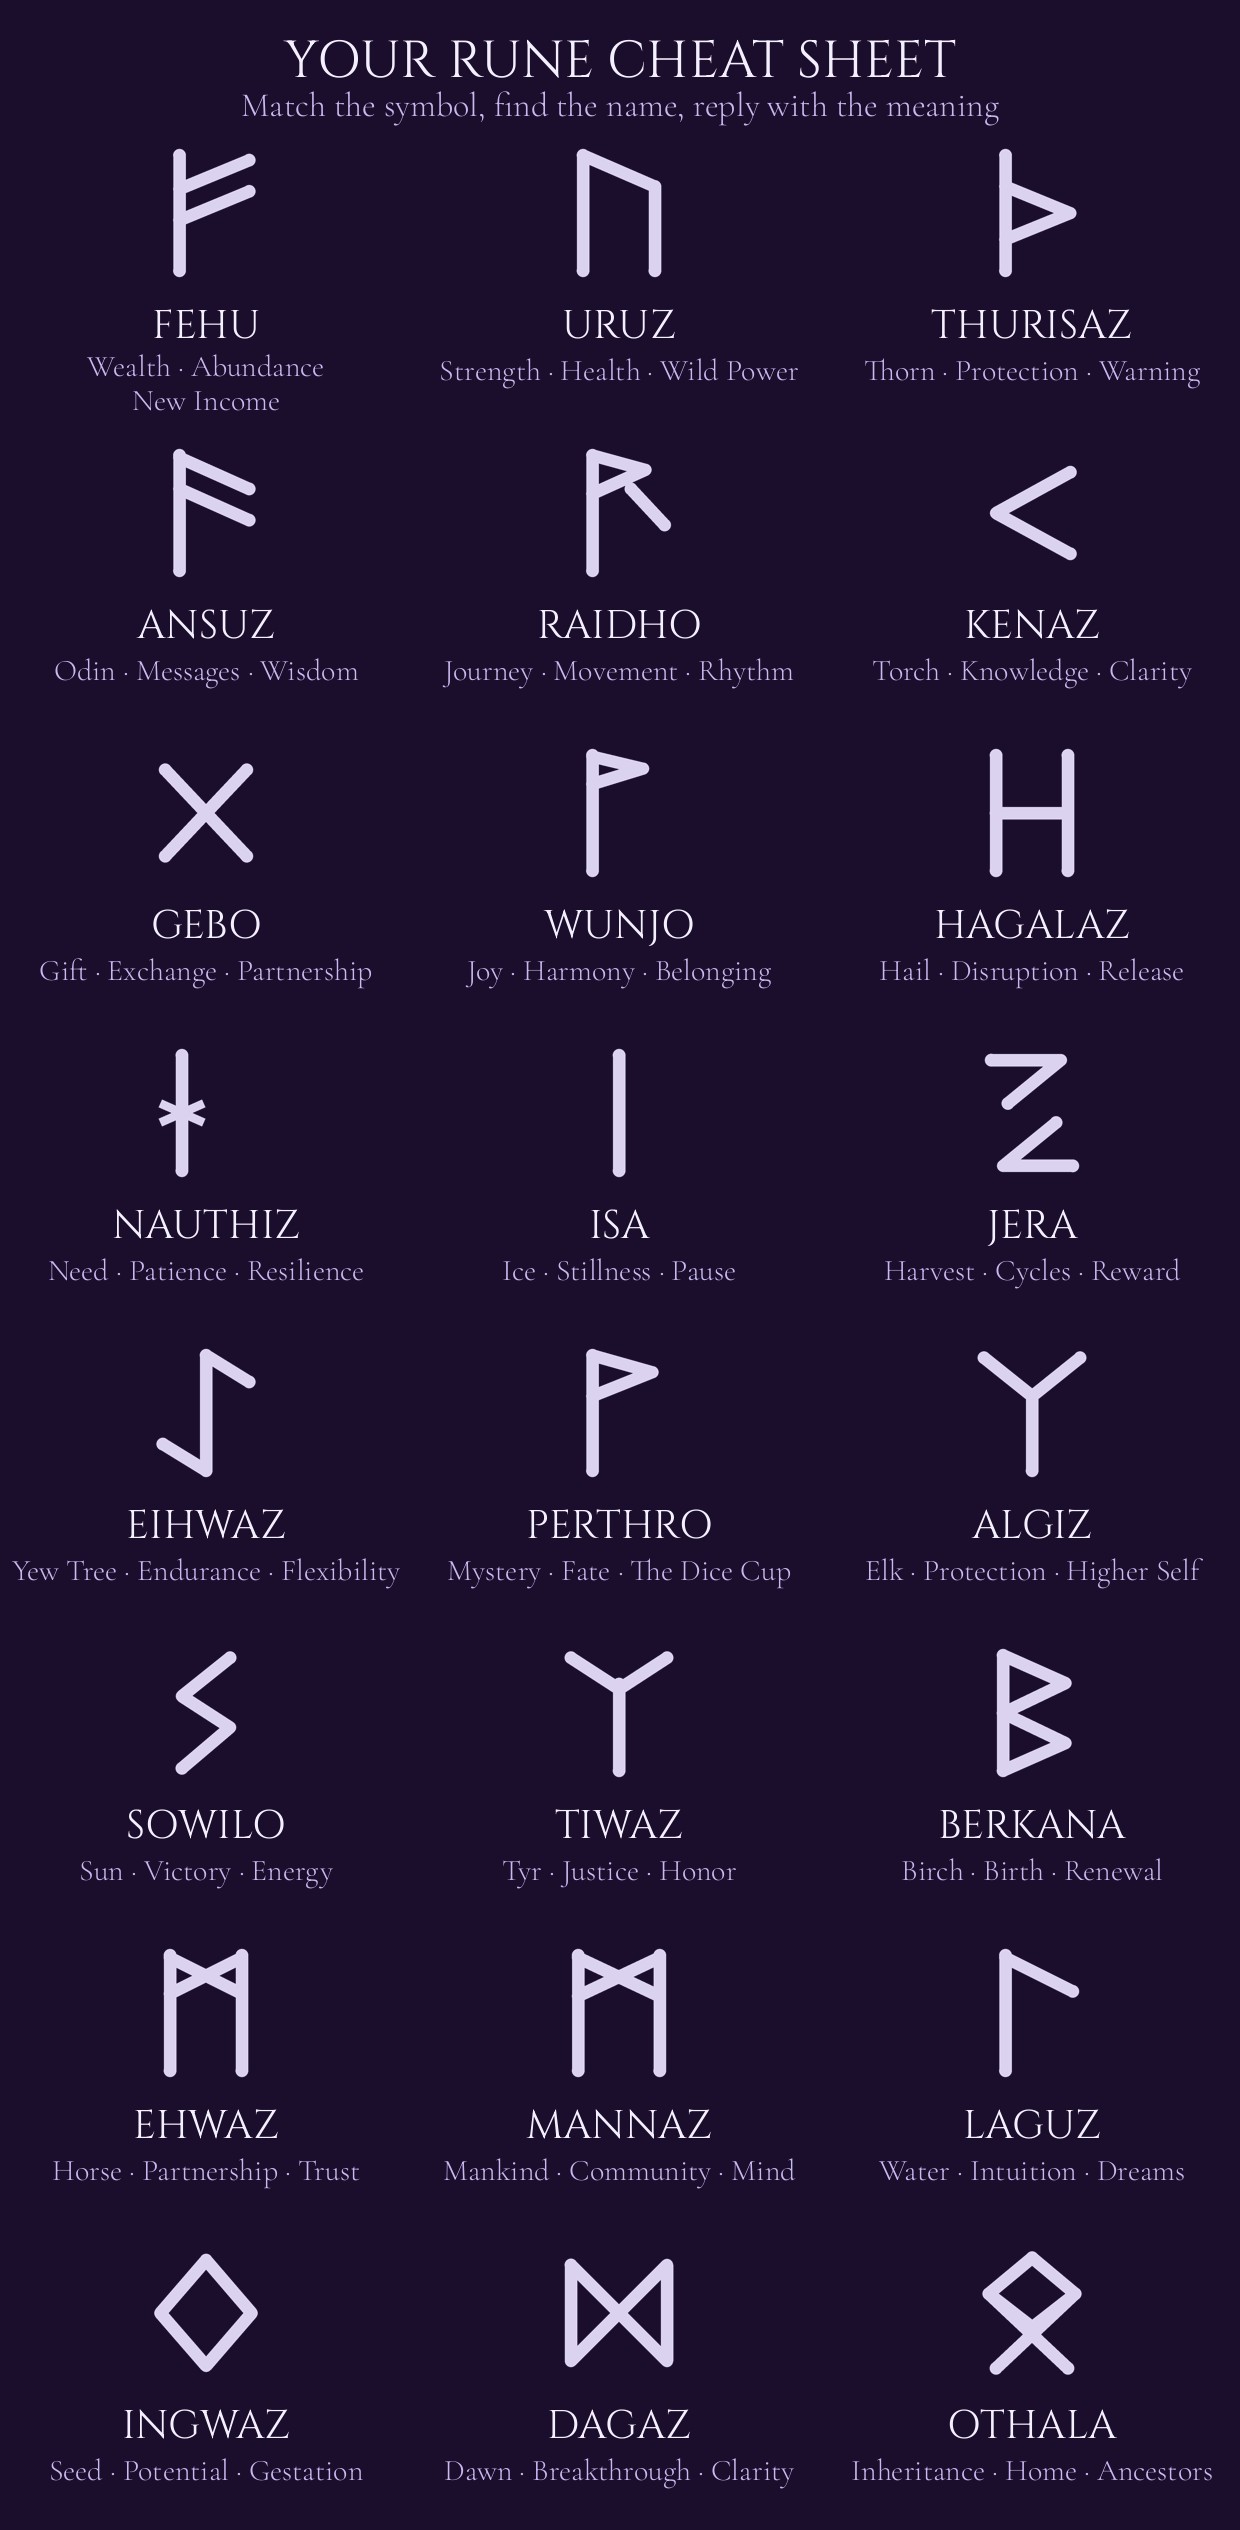 YOUR RUNE CHEAT SHEET
Match the symbol, find the name, reply with the meaning
FEHU
Wealth · Abundance
New Income
URUZ
Strength · Health · Wild Power
THURISAZ
Thorn · Protection · Warning
ANSUZ
Odin · Messages · Wisdom
RAIDHO
Journey · Movement · Rhythm
KENAZ
Torch · Knowledge · Clarity
GEBO
Gift · Exchange · Partnership
WUNJO
Joy · Harmony · Belonging
HAGALAZ
Hail · Disruption · Release
NAUTHIZ
Need · Patience · Resilience
ISA
Ice · Stillness · Pause
JERA
Harvest · Cycles · Reward
EIHWAZ
Yew Tree · Endurance · Flexibility
PERTHRO
Mystery · Fate · The Dice Cup
ALGIZ
Elk · Protection · Higher Self
SOWILO
Sun · Victory · Energy
TIWAZ
Tyr · Justice · Honor
BERKANA
Birch · Birth · Renewal
EHWAZ
Horse · Partnership · Trust
MANNAZ
Mankind · Community · Mind
LAGUZ
Water · Intuition · Dreams
INGWAZ
Seed · Potential · Gestation
DAGAZ
Dawn · Breakthrough · Clarity
OTHALA
Inheritance · Home · Ancestors